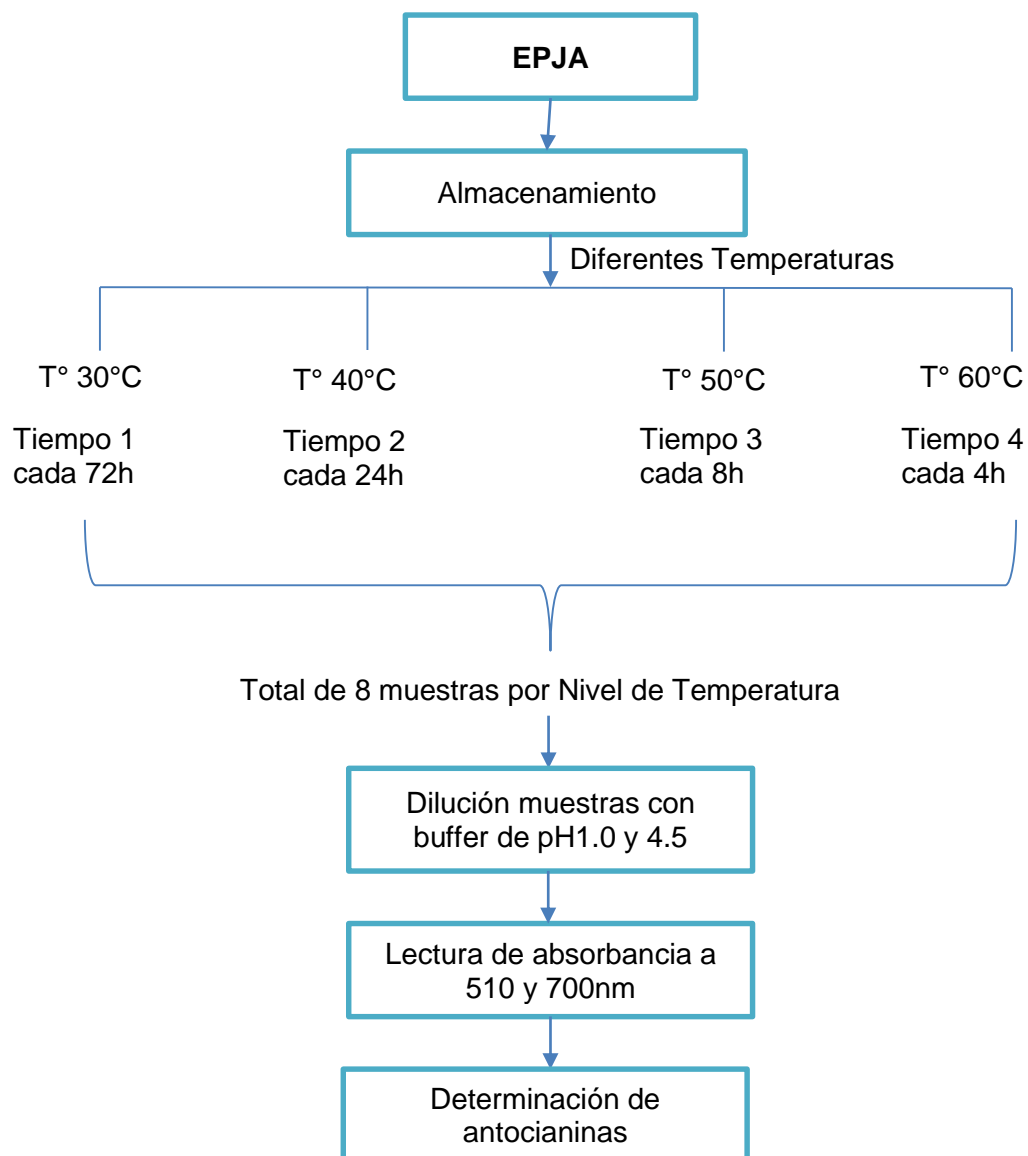 EPJA
Almacenamiento
Diferentes Temperaturas
T° 30°C
T° 40°C
T° 50°C
T° 60°C
Tiempo 1
cada 72h
Tiempo 2
cada 24h
Tiempo 3
cada 8h
Tiempo 4
cada 4h
Total de 8 muestras por Nivel de Temperatura
Dilución muestras con
buffer de pH1.0 y 4.5
Lectura de absorbancia a
510 y 700nm
Determinación de
antocianinas